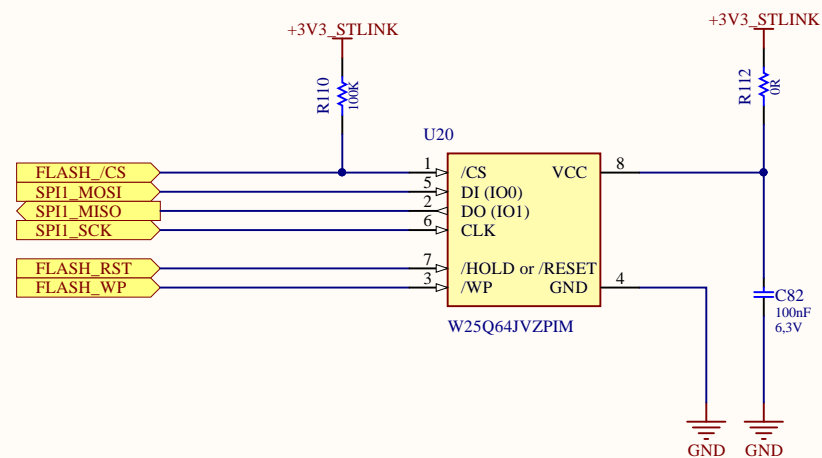 +3V3_STLINK
+3V3_STLINK
R110
100K
R112
0R
U20
FLASH_/CS
1
/CS
VCC
8
SPI1_MOSI
5
DI (IO0)
SPI1_MISO
2
DO (IO1)
SPI1_SCK
6
CLK
FLASH_RST
7
/HOLD or /RESET
FLASH_WP
3
/WP
GND
4
C82
100nF
6,3V
W25Q64JVZPIM
GND
GND